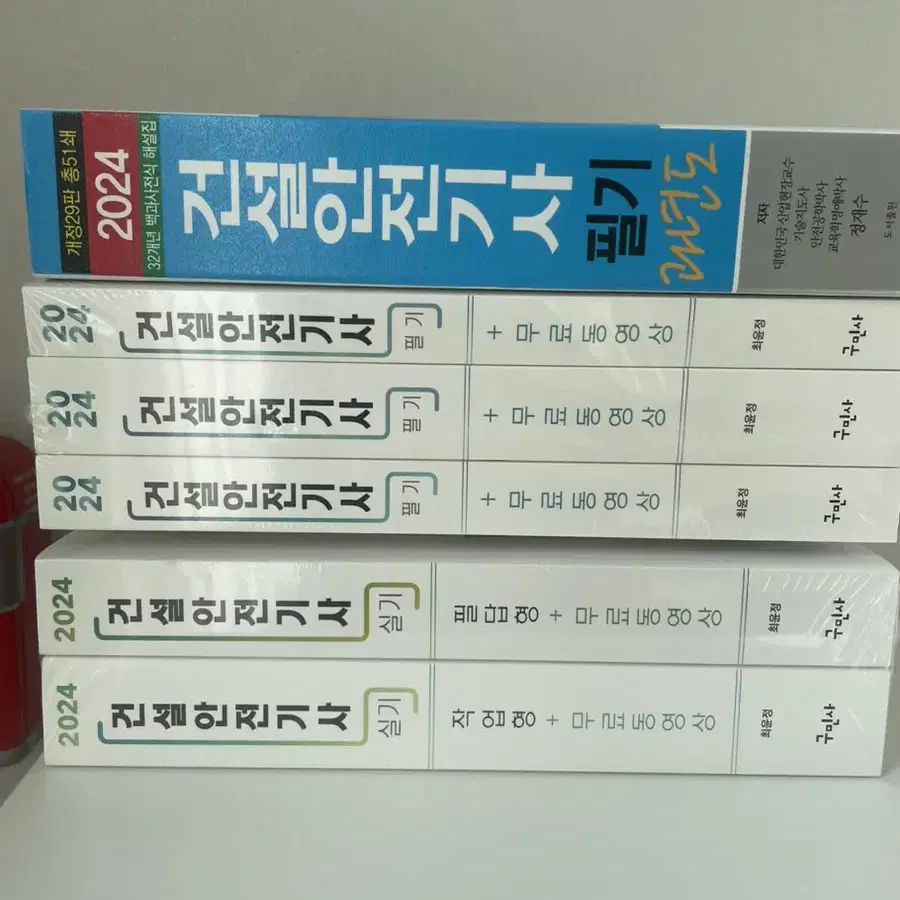 개정29판 총51쇄
2024
32개년 백과사전식 해설집
건설안전기사
필기
과년도
저자
대한민국 산업현장교수
기술지도사
안전공학박사
교육학명예박사
정재수
도서출판
2024 건설안전기사 필기 + 무료동영상 최윤정 구민사
2024 건설안전기사 필기 + 무료동영상 최윤정 구민사
2024 건설안전기사 필기 + 무료동영상 최윤정 구민사
2024 건설안전기사 실기 필답형 + 무료동영상 최윤정 구민사
2024 건설안전기사 실기 작업형 + 무료동영상 최윤정 구민사